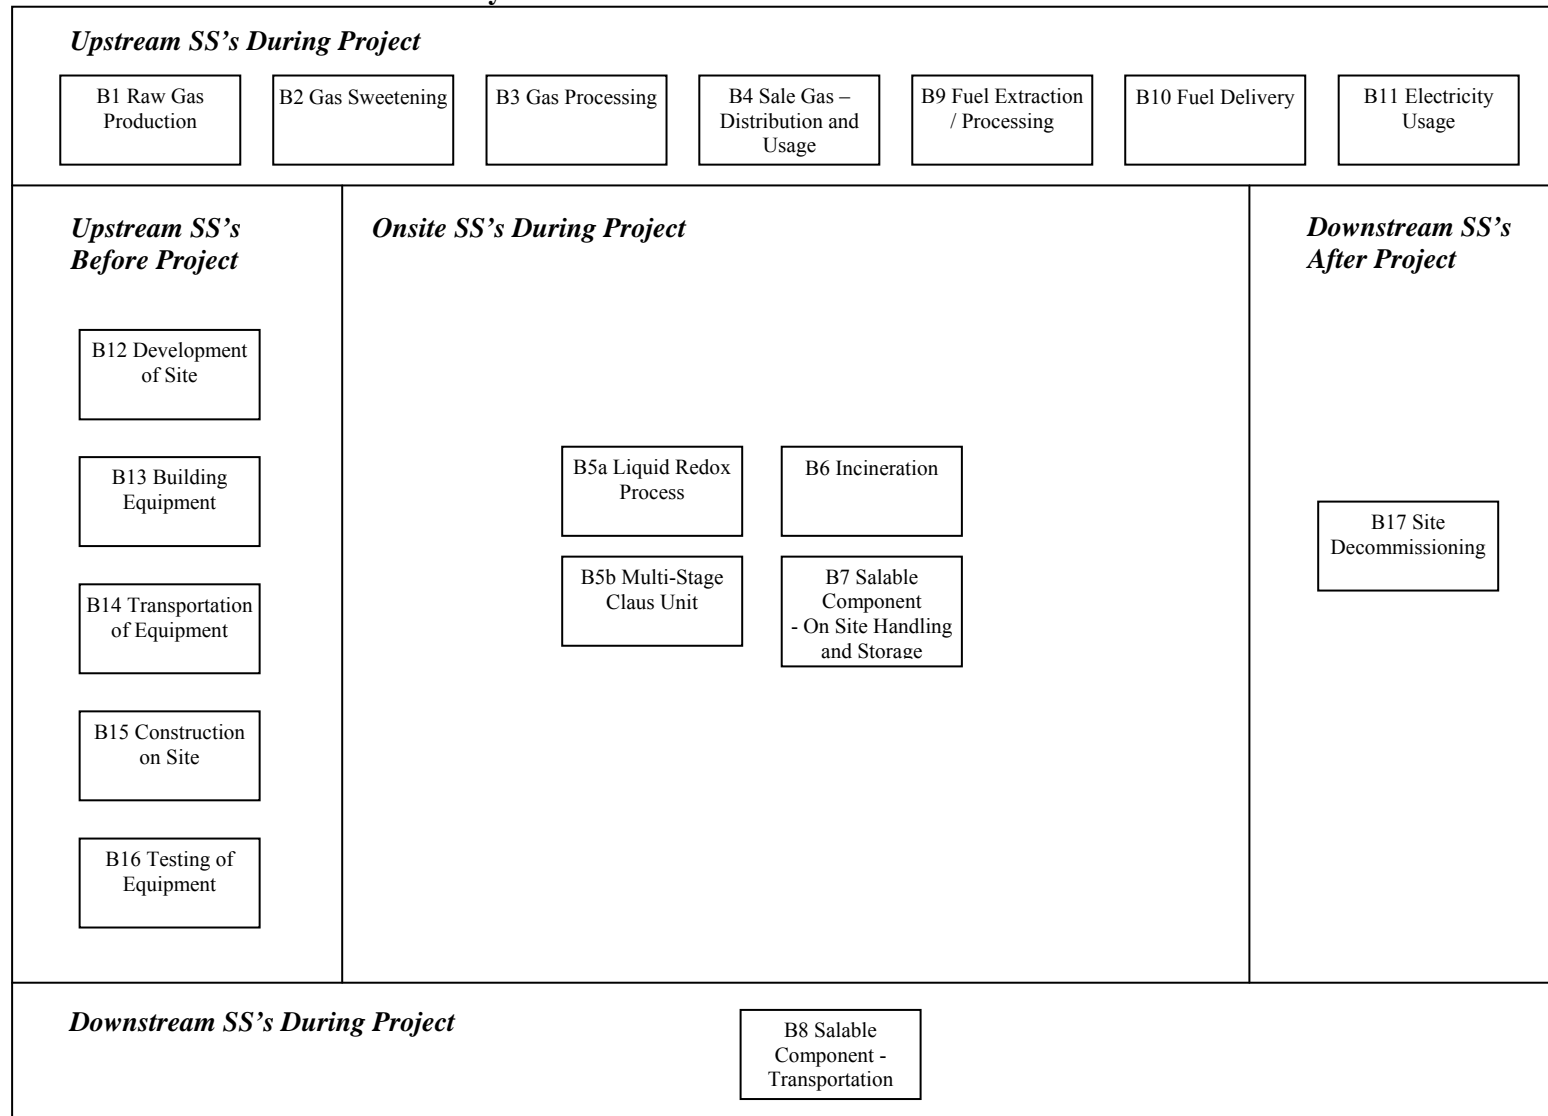 Upstream SS's During Project
B1 Raw Gas
Production
B2 Gas Sweetening
B3 Gas Processing
B4 Sale Gas –
Distribution and
Usage
B9 Fuel Extraction
/ Processing
B10 Fuel Delivery
B11 Electricity
Usage
Upstream SS's
Before Project
B12 Development
of Site
B13 Building
Equipment
B14 Transportation
of Equipment
B15 Construction
on Site
B16 Testing of
Equipment
Onsite SS's During Project
B5a Liquid Redox
Process
B6 Incineration
B5b Multi-Stage
Claus Unit
B7 Salable
Component
- On Site Handling
and Storage
Downstream SS's
After Project
B17 Site
Decommissioning
Downstream SS's During Project
B8 Salable
Component -
Transportation